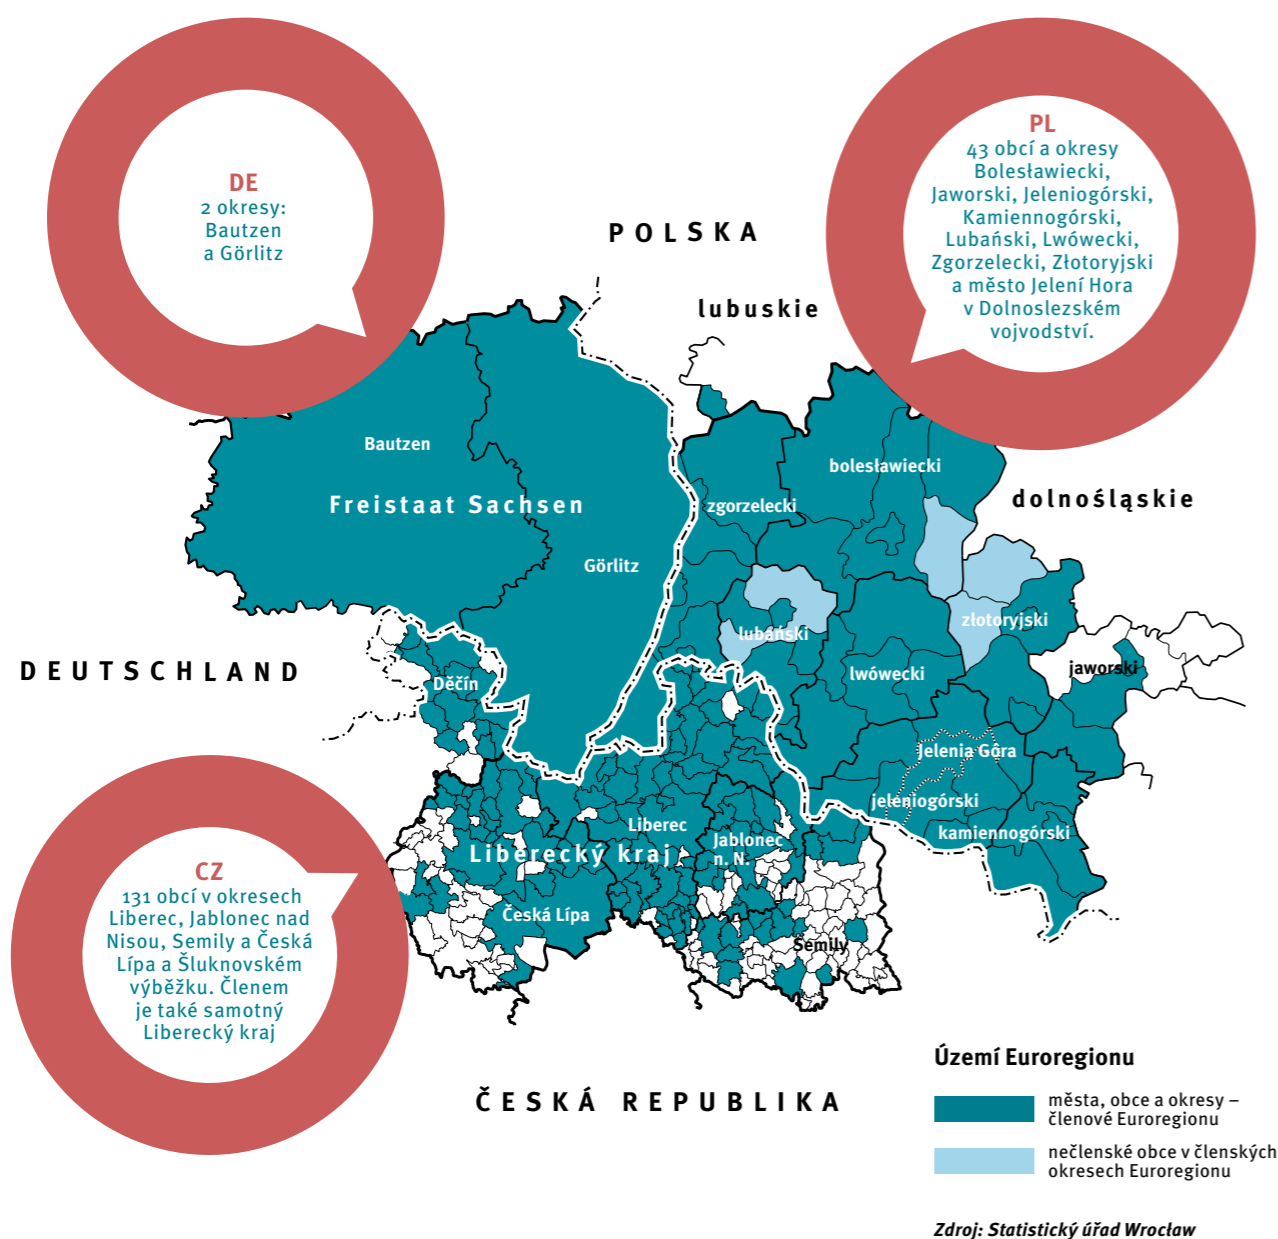 DE
2 okresy:
Bautzen
a Görlitz
PL
43 obcí a okresy
Bolesławiecki,
Jaworski, Jeleniogórski,
Kamiennogórski,
Lubański, Lwówecki,
Zgorzelecki, Złotoryjski
a město Jelení Hora
v Dolnoslezském
vojvodství.
POLSKA
lubuskie
Bautzen
bolesławiecki
Freistaat Sachsen
zgorzelecki
dolnośląskie
Görlitz
lubański
złotoryjski
DEUTSCHLAND
Děčín
lwówecki
jaworski
Jelenia Góra
jeleniogórski
Liberec
Jablonec
n. N.
kamiennogórski
Liberecký kraj
Česká Lípa
Semily
CZ
131 obcí v okresech
Liberec, Jablonec nad
Nisou, Semily a Česká
Lípa a Šluknovském
výběžku. Členem
je také samotný
Liberecký kraj
ČESKÁ REPUBLIKA
Území Euroregionu
města, obce a okresy –
členové Euroregionu
nečlenské obce v členských
okresech Euroregionu
Zdroj: Statistický úřad Wrocław